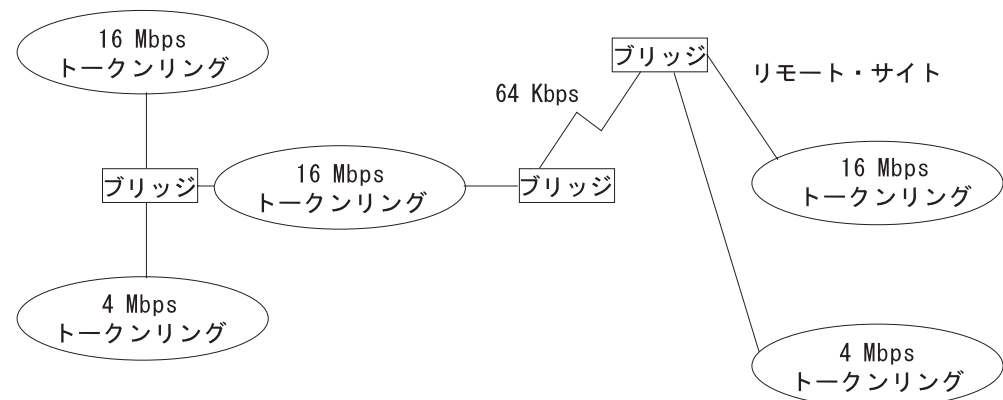 16 Mbps
トークンリング
ブリッジ
16 Mbps
トークンリング
4 Mbps
トークンリング
64 Kbps
ブリッジ
ブリッジ
リモート・サイト
16 Mbps
トークンリング
4 Mbps
トークンリング